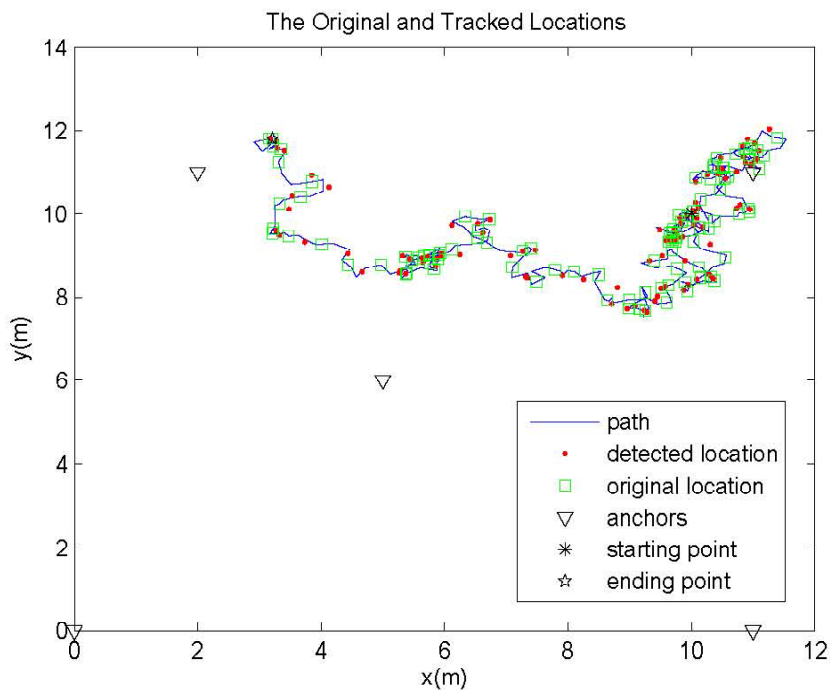 The Original and Tracked Locations
14
12
10
8
6
4
2
0
y(m)
path
detected location
original location
anchors
starting point
ending point
0 2 4 6 8 10 12
x(m)